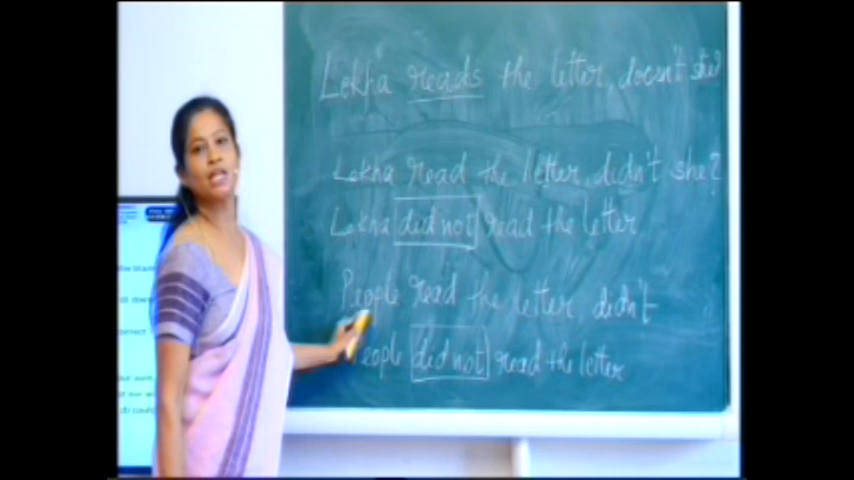 Lekha reads the letter, doesn't she?
Lekha read the letter, didn't she?
Lekha did not read the letter.
People read the letter, didn't
People did not read the letter